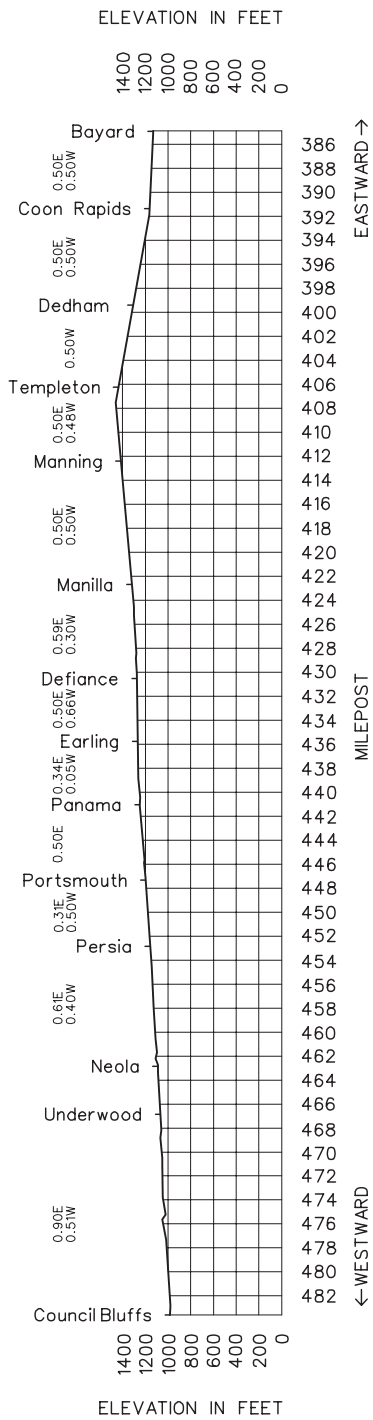 ELEVATION IN FEET
1400
1200
1000
800
600
400
200
0
EASTWARD →
Bayard
386
0.50E
0.50W
388
390
Coon Rapids
392
394
0.50E
0.50W
396
398
Dedham
400
402
0.50W
404
Templeton
406
408
0.50E
0.48W
410
Manning
412
414
416
0.50E
0.50W
418
420
Manilla
422
424
426
0.59E
0.30W
428
Defiance
430
MILEPOST
0.50E
0.66W
432
434
Earling
436
0.34E
0.05W
438
Panama
440
442
0.50E
444
446
Portsmouth
448
0.31E
0.50W
450
Persia
452
454
456
0.61E
0.40W
458
460
Neola
462
464
Underwood
466
468
470
472
474
0.90E
0.51W
476
478
480
482
← WESTWARD
Council Bluffs
1400
1200
1000
800
600
400
200
0
ELEVATION IN FEET